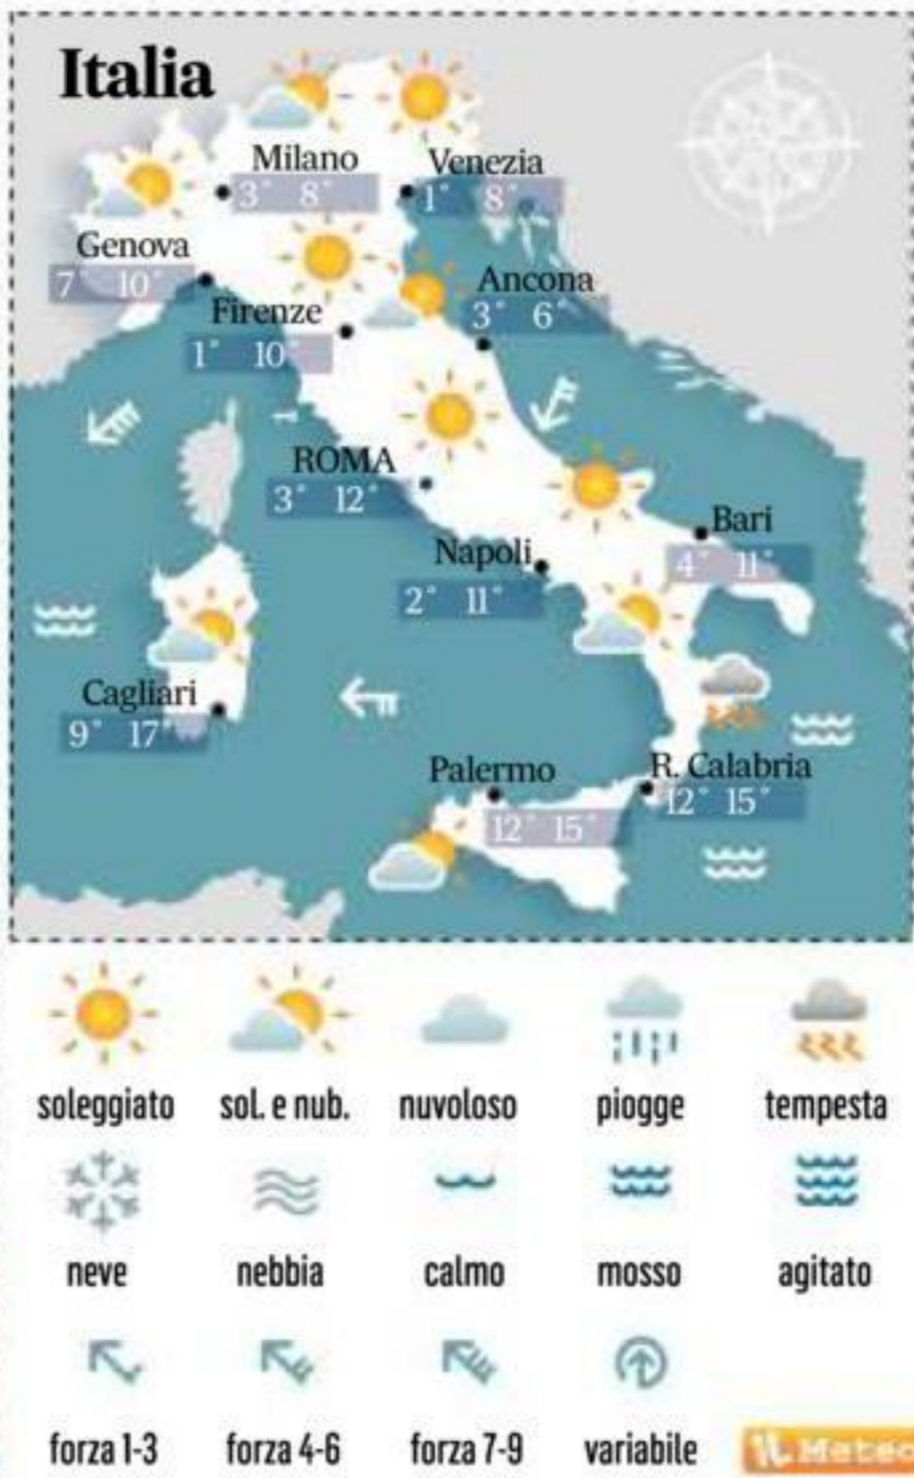 Italia
Milano
3° 8°
Venezia
1° 8°
Genova
7° 10°
Ancona
3° 6°
Firenze
1° 10°
ROMA
3° 12°
Bari
4° 11°
Napoli
2° 11°
Cagliari
9° 17°
Palermo
12° 15°
R. Calabria
12° 15°
soleggiato sol. e nub. nuvoloso piogge tempesta
neve nebbia calmo mosso agitato
forza 1-3 forza 4-6 forza 7-9 variabile
iL Meteo